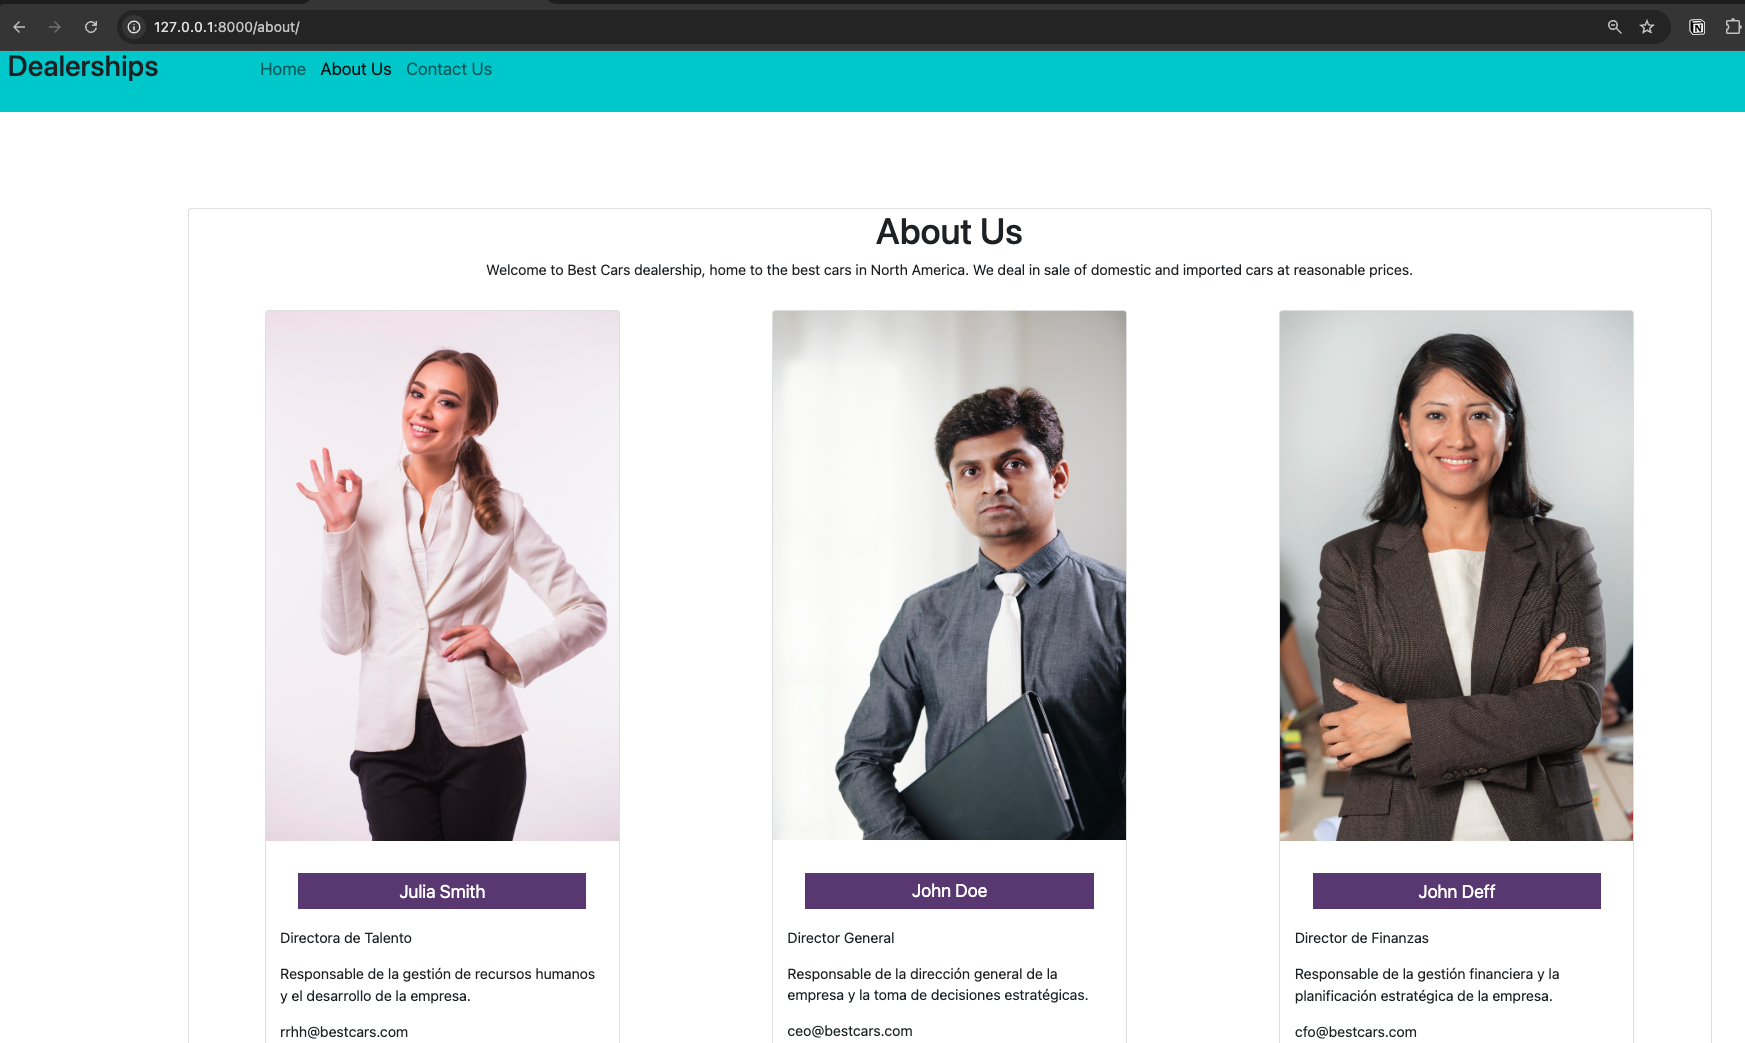 127.0.0.1:8000/about/
Dealerships
Home About Us Contact Us
About Us
Welcome to Best Cars dealership, home to the best cars in North America. We deal in sale of domestic and imported cars at reasonable prices.
Julia Smith
Directora de Talento
Responsable de la gestión de recursos humanos
y el desarrollo de la empresa.
rrhh@bestcars.com
John Doe
Director General
Responsable de la dirección general de la
empresa y la toma de decisiones estratégicas.
ceo@bestcars.com
John Deff
Director de Finanzas
Responsable de la gestión financiera y la
planificación estratégica de la empresa.
cfo@bestcars.com